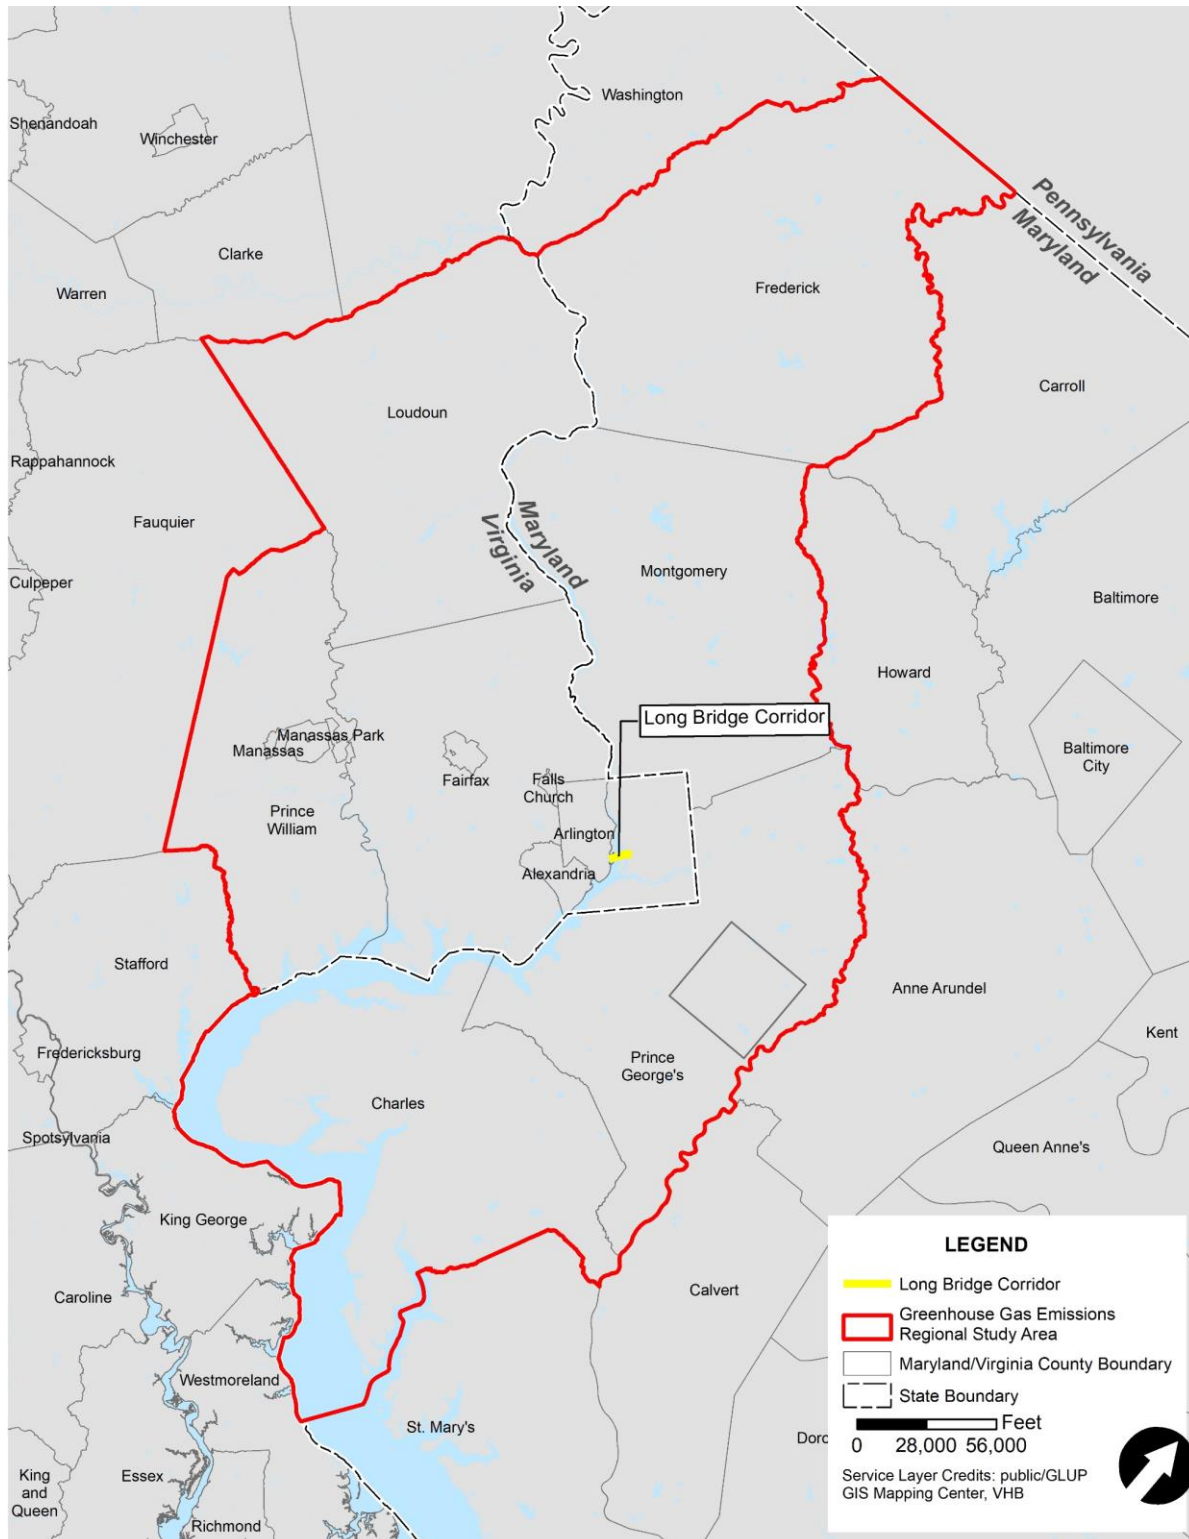 Washington
Shenandoah
Winchester
Pennsylvania
Maryland
Clarke
Warren
Frederick
Carroll
Loudoun
Rappahannock
Fauquier
Maryland
Virginia
Culpeper
Montgomery
Baltimore
Howard
Long Bridge Corridor
Manassas Park
Manassas
Baltimore
City
Fairfax
Falls
Church
Prince
William
Arlington
Alexandria
Stafford
Anne Arundel
Kent
Fredericksburg
Prince
George's
Charles
Spotsylvania
Queen Anne's
King George
Caroline
Calvert
Westmoreland
St. Mary's
Doro
Essex
King
and
Queen
Richmond
LEGEND
Long Bridge Corridor
Greenhouse Gas Emissions
Regional Study Area
Maryland/Virginia County Boundary
State Boundary
Feet
0 28,000 56,000
Service Layer Credits: public/GLUP
GIS Mapping Center, VHB